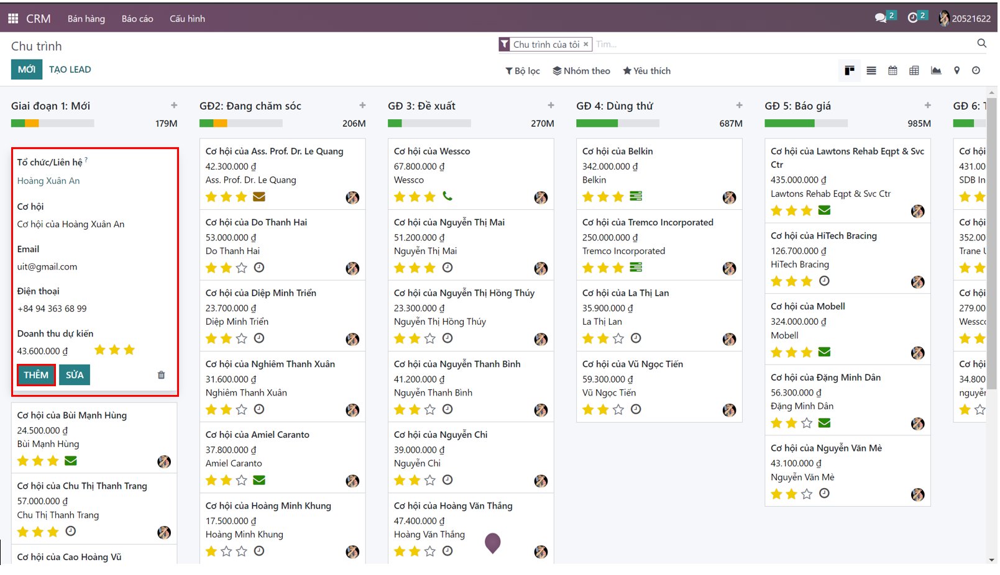 CRM Bán hàng Báo cáo Cấu hình 2 2 20521622
Chu trình
Chu trình của tôi × Tìm...
MỚI TẠO LEAD
Bộ lọc Nhóm theo Yêu thích
Giai đoạn 1: Mới +
179M
Tổ chức/Liên hệ ?
Hoàng Xuân An
Cơ hội
Cơ hội của Hoàng Xuân An
Email
uit@gmail.com
Điện thoại
+84 94 363 68 99
Doanh thu dự kiến
43.600.000 ₫
THÊM SỬA
Cơ hội của Bùi Mạnh Hùng
24.500.000 ₫
Bùi Mạnh Hùng
Cơ hội của Chu Thị Thanh Trang
57.000.000 ₫
Chu Thị Thanh Trang
Cơ hội của Cao Hoàng Vũ
GĐ2: Đang chăm sóc +
206M
Cơ hội của Ass. Prof. Dr. Le Quang
42.300.000 ₫
Ass. Prof. Dr. Le Quang
Cơ hội của Do Thanh Hai
53.000.000 ₫
Do Thanh Hai
Cơ hội của Diệp Minh Triển
23.700.000 ₫
Diệp Minh Triển
Cơ hội của Nghiêm Thanh Xuân
31.600.000 ₫
Nghiêm Thanh Xuân
Cơ hội của Amiel Caranto
37.800.000 ₫
Amiel Caranto
Cơ hội của Hoàng Minh Khung
17.500.000 ₫
Hoàng Minh Khung
GĐ 3: Đề xuất +
270M
Cơ hội của Wessco
67.800.000 ₫
Wessco
Cơ hội của Nguyễn Thị Mai
51.200.000 ₫
Nguyễn Thị Mai
Cơ hội của Nguyễn Thị Hồng Thúy
23.300.000 ₫
Nguyễn Thị Hồng Thúy
Cơ hội của Nguyễn Thanh Bình
41.200.000 ₫
Nguyễn Thanh Bình
Cơ hội của Nguyễn Chi
39.000.000 ₫
Nguyễn Chi
Cơ hội của Hoàng Văn Thắng
47.400.000 ₫
Hoàng Văn Thắng
GĐ 4: Dùng thử +
687M
Cơ hội của Belkin
342.000.000 ₫
Belkin
Cơ hội của Tremco Incorporated
250.000.000 ₫
Tremco Incorporated
Cơ hội của La Thị Lan
35.900.000 ₫
La Thị Lan
Cơ hội của Vũ Ngọc Tiến
59.300.000 ₫
Vũ Ngọc Tiến
GĐ 5: Báo giá +
985M
Cơ hội của Lawtons Rehab Eqpt & Svc
Ctr
435.000.000 ₫
Lawtons Rehab Eqpt & Svc Ctr
Cơ hội của HiTech Bracing
126.700.000 ₫
HiTech Bracing
Cơ hội của Mobell
324.000.000 ₫
Mobell
Cơ hội của Đặng Minh Dân
56.300.000 ₫
Đặng Minh Dân
Cơ hội của Nguyễn Văn Mè
43.100.000 ₫
Nguyễn Văn Mè
GĐ 6:
Cơ hội
431.00
SDB In
Cơ hội
352.00
Trane
Cơ hội
279.00
Wessco
Cơ hội
34.800
nguyễn